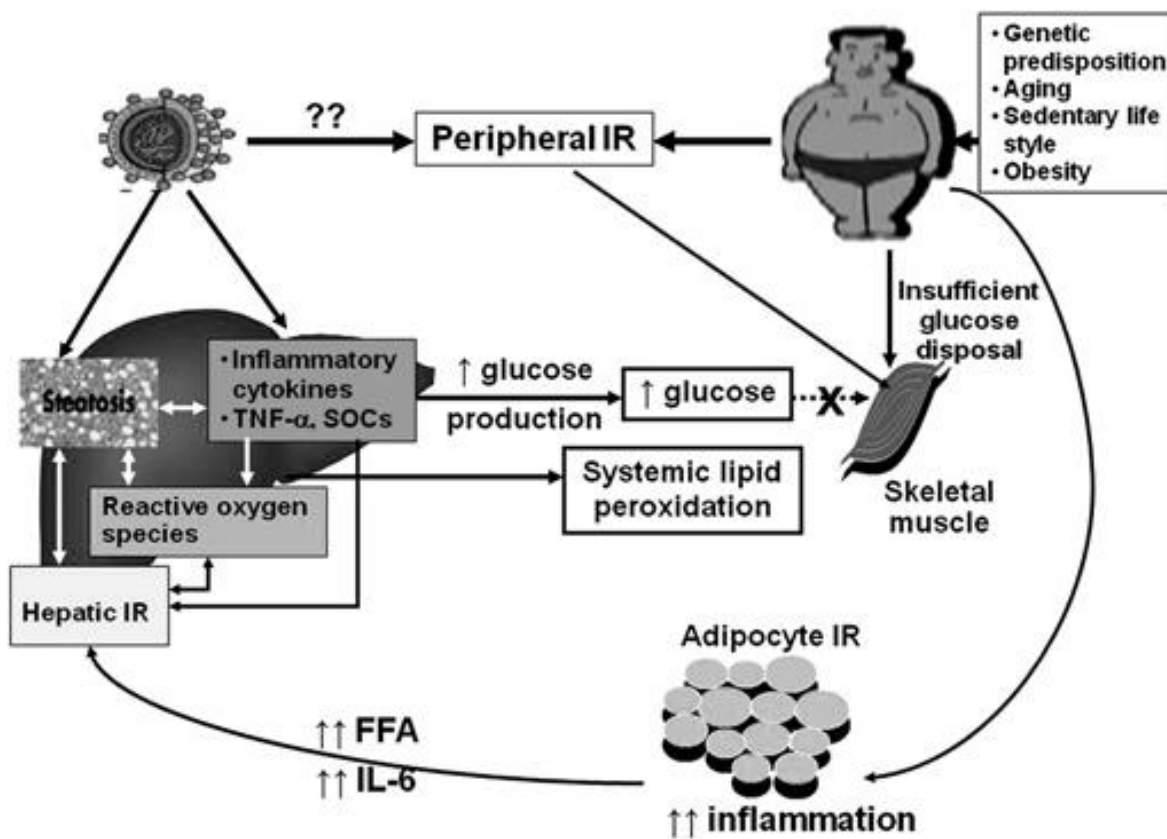 • Genetic
predisposition
• Aging
• Sedentary life
style
• Obesity
??
Peripheral IR
Insufficient
glucose
disposal
Steatosis
• Inflammatory
cytokines
• TNF-α, SOCs
↑ glucose
production
↑ glucose
X
Systemic lipid
peroxidation
Skeletal
muscle
Reactive oxygen
species
Hepatic IR
Adipocyte IR
↑↑ FFA
↑↑ IL-6
↑↑ inflammation